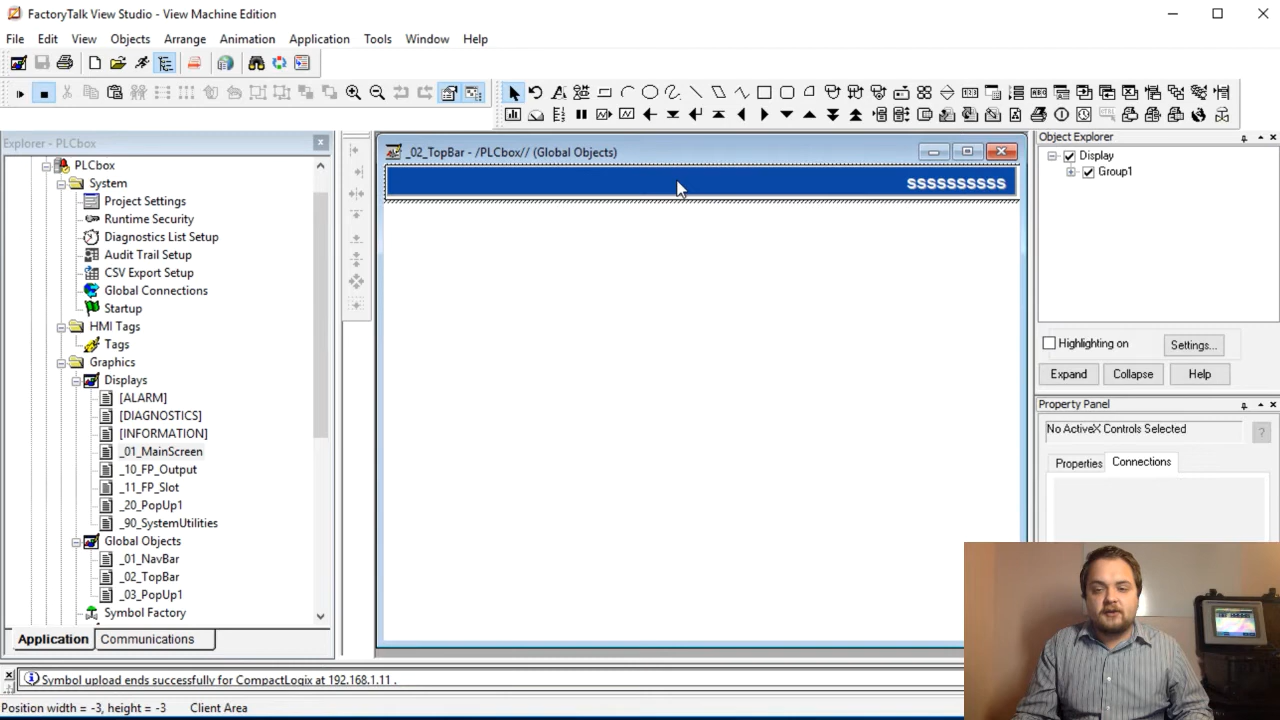 FactoryTalk View Studio - View Machine Edition
File Edit View Objects Arrange Animation Application Tools Window Help
Explorer - PLCbox
PLCbox
System
Project Settings
Runtime Security
Diagnostics List Setup
Audit Trail Setup
CSV Export Setup
Global Connections
Startup
HMI Tags
Tags
Graphics
Displays
[ALARM]
[DIAGNOSTICS]
[INFORMATION]
_01_MainScreen
_10_FP_Output
_11_FP_Slot
_20_PopUp1
_90_SystemUtilities
Global Objects
_01_NavBar
_02_TopBar
_03_PopUp1
Symbol Factory
Application Communications
_02_TopBar - /PLCbox// (Global Objects)
ssssssssss
Object Explorer
Display
Group1
Highlighting on Settings...
Expand Collapse Help
Property Panel
No ActiveX Controls Selected ?
Properties Connections
Symbol upload ends successfully for CompactLogix at 192.168.1.11 .
Position width = -3, height = -3 Client Area